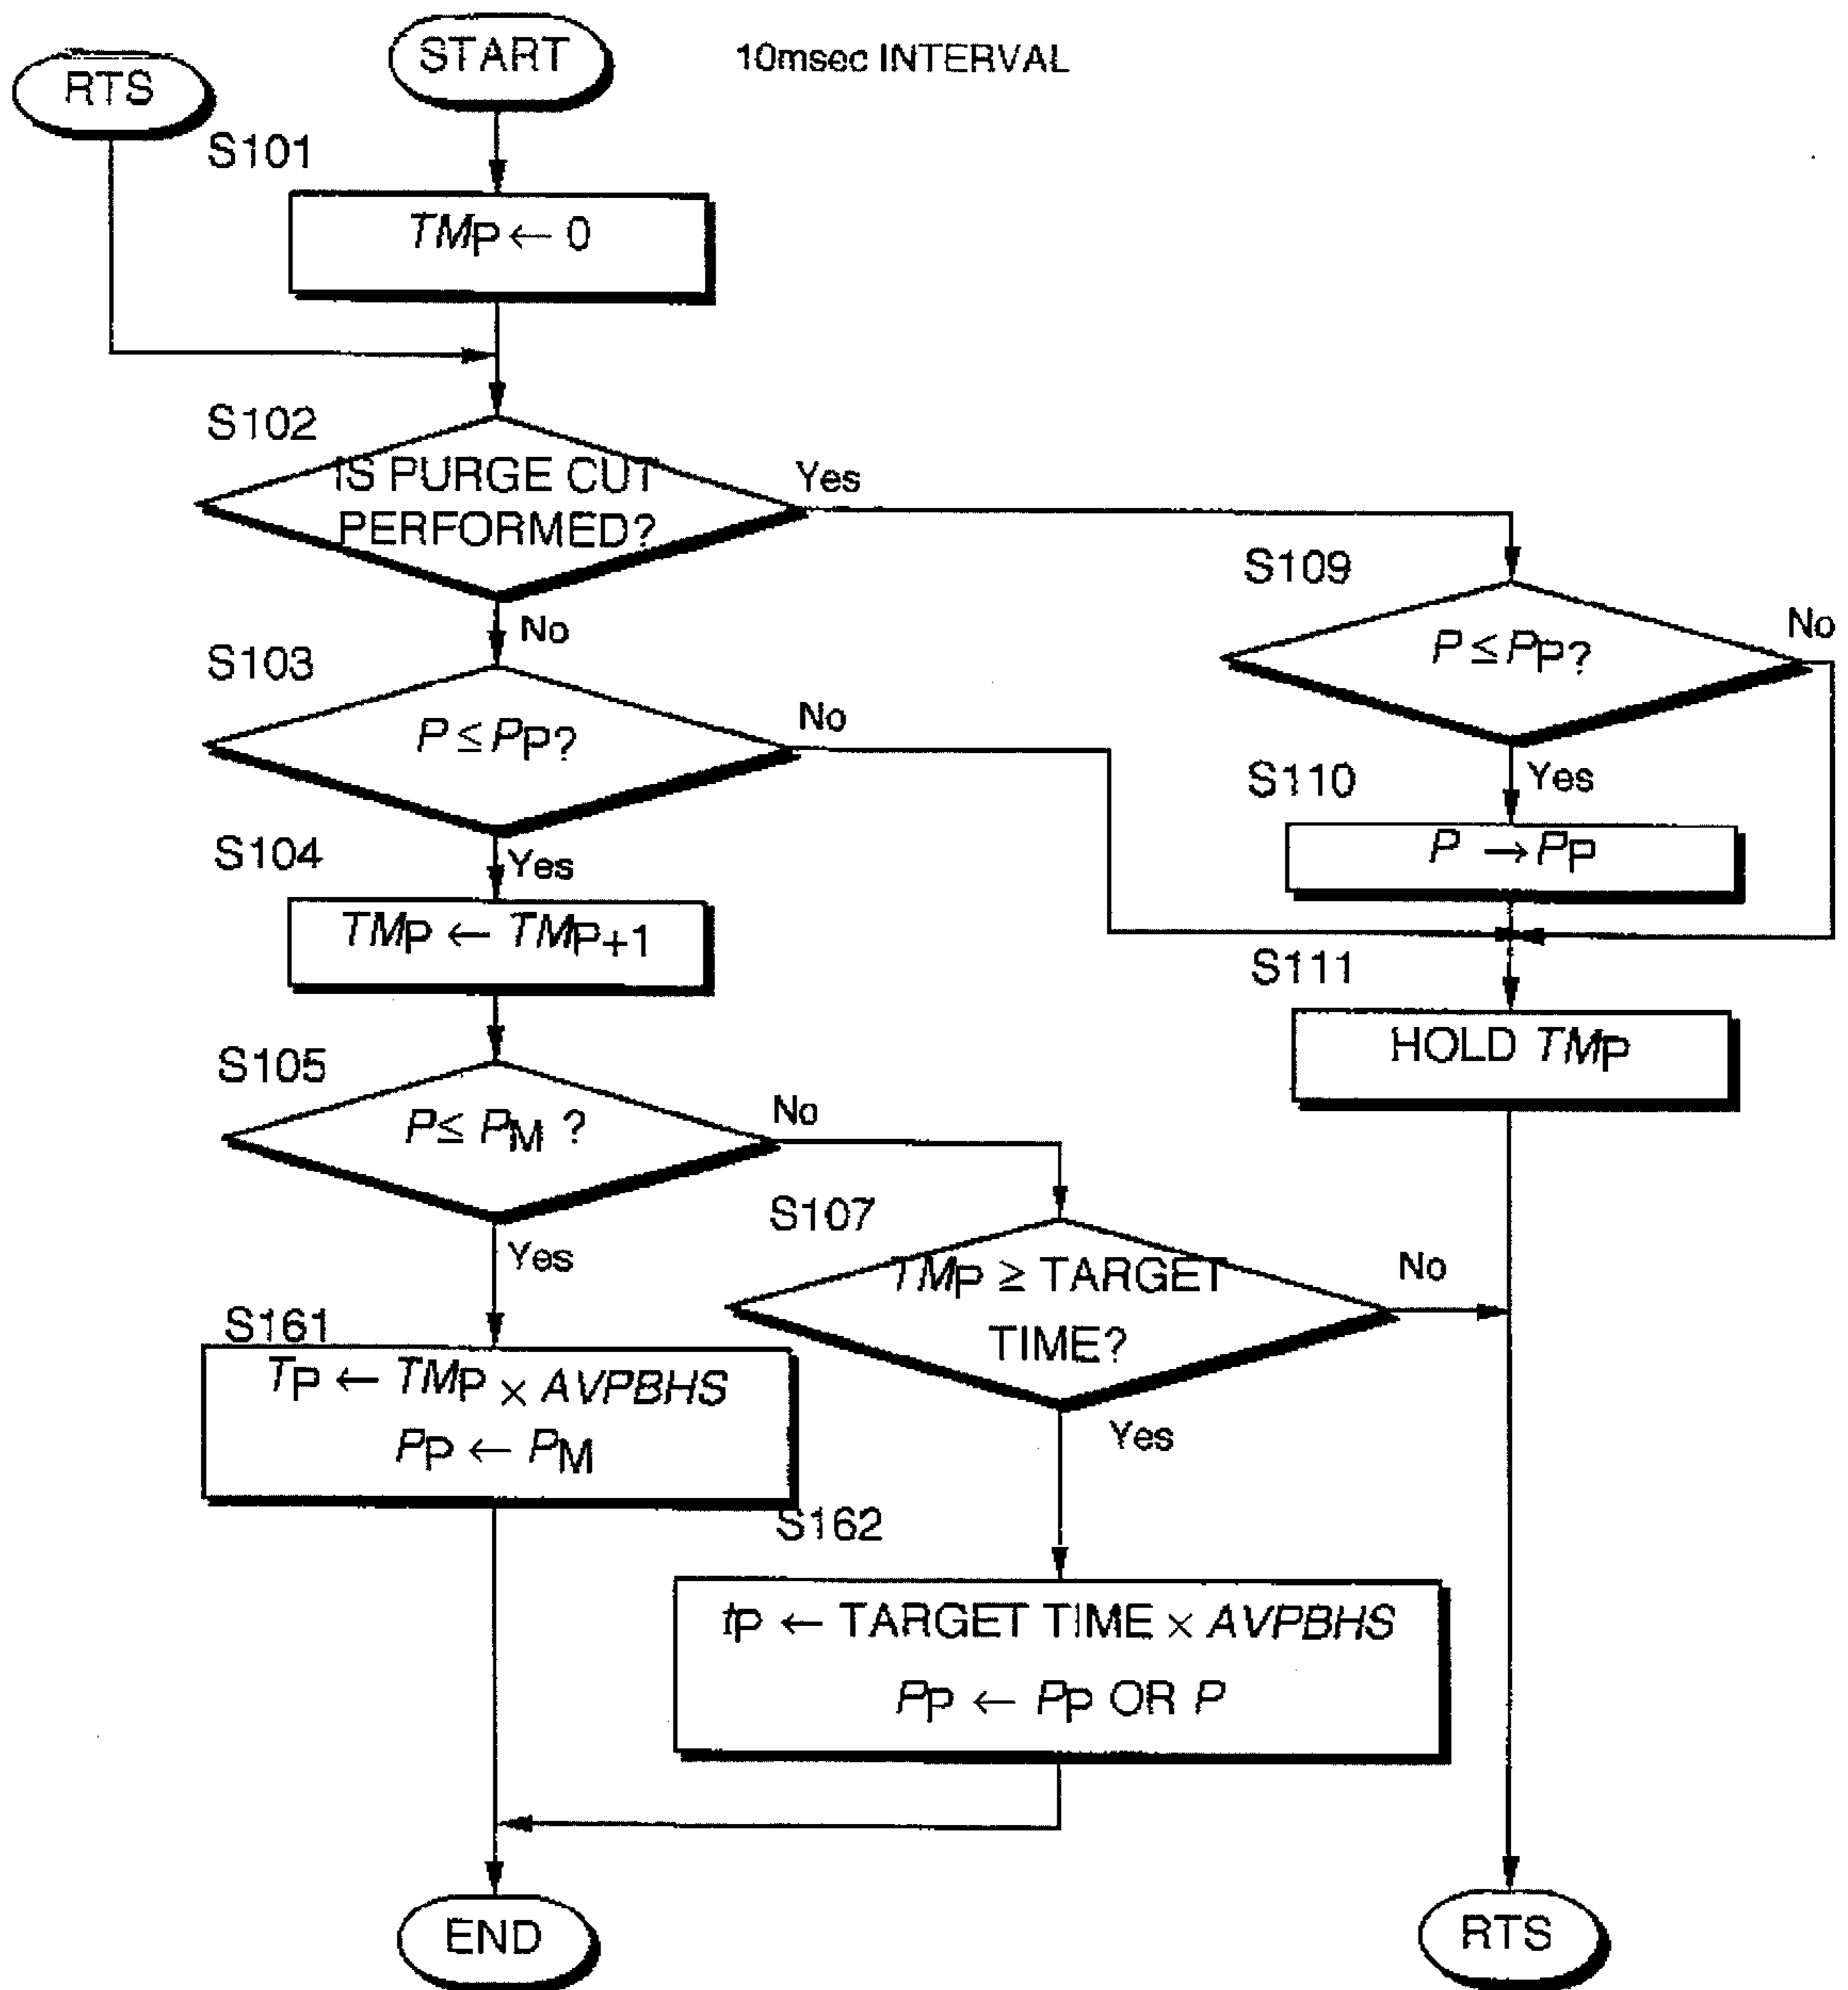 RTS
START
10msec INTERVAL
S101
TMP ← 0
S102
IS PURGE CUT
PERFORMED?
Yes
No
S109
P ≤ PP?
No
S103
P ≤ PP?
No
Yes
S110
P → PP
Yes
S104
TMP ← TMP+1
S111
HOLD TMP
S105
P ≤ PM ?
No
Yes
S107
TMP ≥ TARGET
TIME?
No
Yes
S161
TP ← TMP × AVPBHS
PP ← PM
S162
tP ← TARGET TIME × AVPBHS
PP ← PP OR P
END
RTS